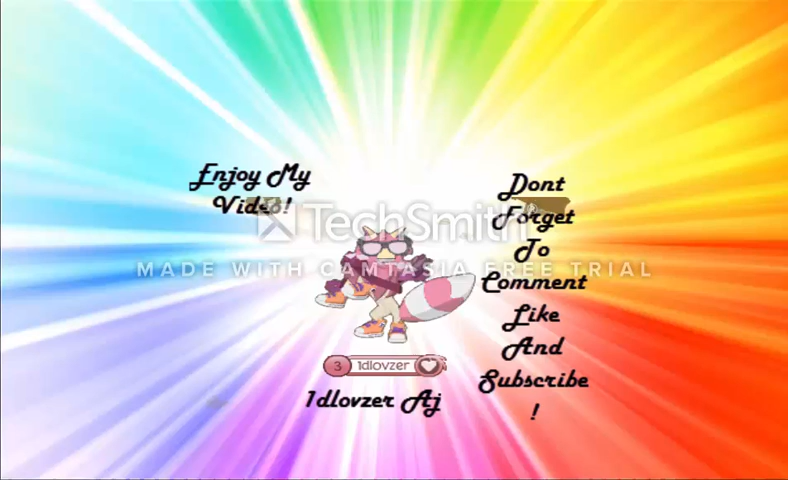 Enjoy My
Video!
Dont
Forget
To
Comment
Like
And
Subscribe
!
TechSmith
MADE WITH CAMTASIA FREE TRIAL
3 1dlovzer
1dlovzer Aj